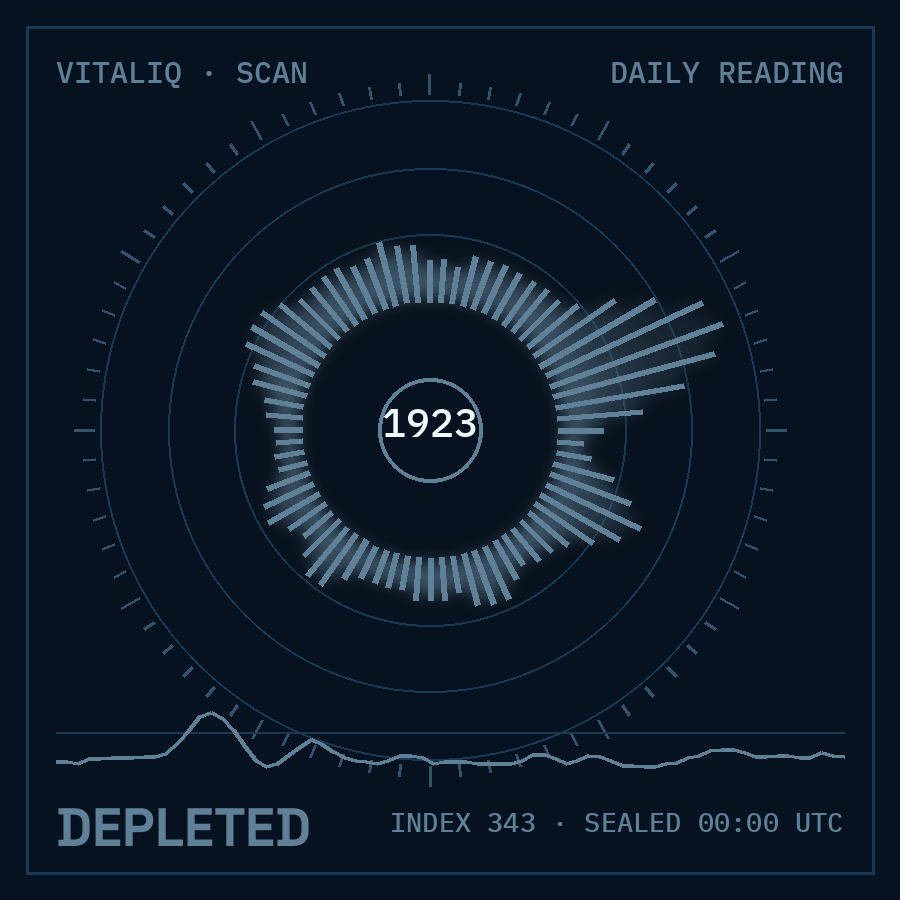 VITALIQ · SCAN
DAILY READING
1923
DEPLETED
INDEX 343 · SEALED 00:00 UTC